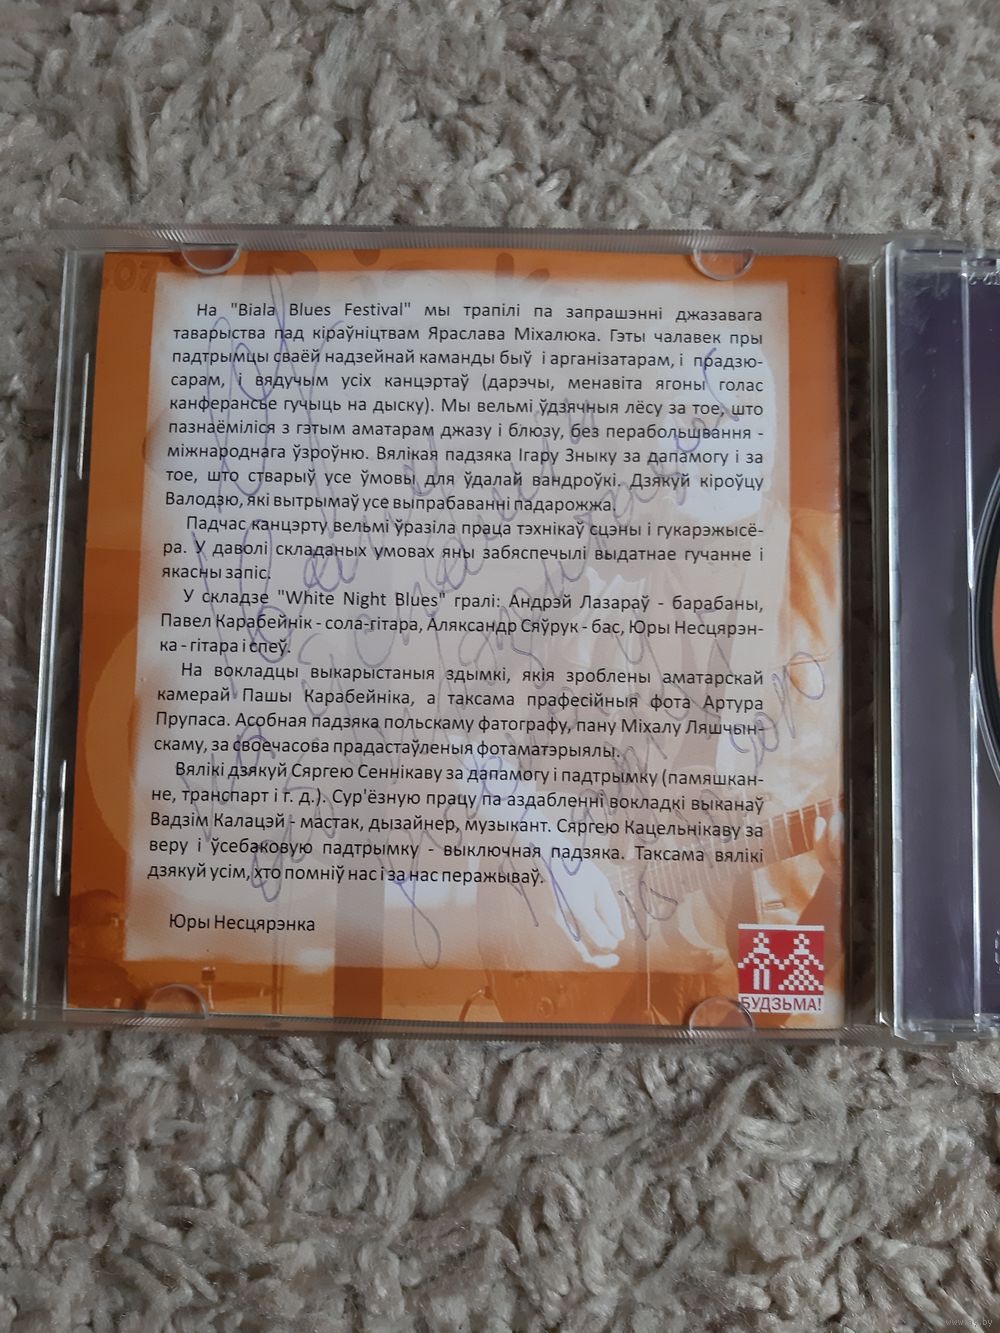 На "Biala Blues Festival" мы трапілі па запрашэнні джазавага
таварыства пад кіраўніцтвам Яраслава Міхалюка. Гэты чалавек пры
падтрымцы сваёй надзейнай каманды быў і арганізатарам, і прадзю-
сарам, і вядучым усіх канцэртаў (дарэчы, менавіта ягоны голас
канферансье гучыць на дыску). Мы вельмі ўдзячныя лёсу за тое, што
пазнаёміліся з гэтым аматарам джазу і блюзу, без перабольшвання -
міжнароднага ўзроўню. Вялікая падзяка Ігару Зныку за дапамогу і за
тое, што стварыў усе ўмовы для ўдалай вандроўкі. Дзякуй кіроўцу
Валодзю, які вытрымаў усе выпрабаванні падарожжа.
Падчас канцэрту вельмі ўразіла праца тэхнікаў сцэны і гукарэжысё-
ра. У даволі складаных умовах яны забяспечылі выдатнае гучанне і
якасны запіс.
У складзе "White Night Blues" гралі: Андрэй Лазараў - барабаны,
Павел Карабейнік - сола-гітара, Аляксандр Сяўрук - бас, Юры Несцярэн-
ка - гітара і спеў.
На вокладцы выкарыстаныя здымкі, якія зроблены аматарскай
камерай Пашы Карабейніка, а таксама прафесійныя фота Артура
Прупаса. Асобная падзяка польскаму фатографу, пану Міхалу Ляшчын-
скаму, за своечасова прадастаўленыя фотаматэрыялы.
Вялікі дзякуй Сяргею Сеннікаву за дапамогу і падтрымку (памяшкан-
не, транспарт і г. д.). Сур'ёзную працу па аздабленні вокладкі выканаў
Вадзім Калацэй - мастак, дызайнер, музыкант. Сяргею Кацельнікаву за
веру і ўсебаковую падтрымку - выключная падзяка. Таксама вялікі
дзякуй усім, хто помніў нас і за нас перажываў.
Юры Несцярэнка
БУДЗЬМА!